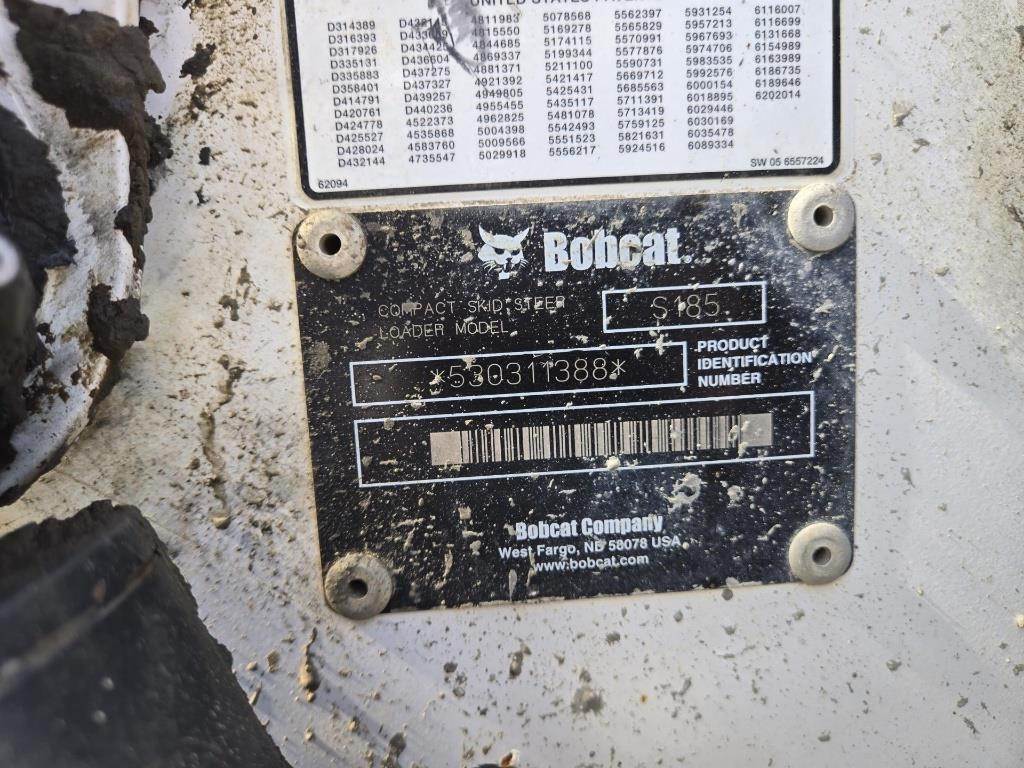 UNITED STATES
D314389 4811983 5078568 5562397 5931254 6116007
D316393 4815550 5169278 5565829 5957213 6116699
D317926 D434425 4844685 5174115 5570991 5967693 6131668
D335131 D436604 4869337 5199344 5577876 5974706 6154989
D335883 D437275 4881371 5211100 5590731 5983535 6163989
D358401 D437327 4921392 5421417 5669712 5992576 6186735
D414791 D439257 4949805 5425431 5685563 6000154 6189646
D420761 D440236 4955455 5435117 5711391 6018895 6202014
D424778 4522373 4962825 5481078 5713419 6029446
D425527 4535868 5004398 5542493 5759125 6030169
D428024 4583760 5009566 5551523 5821631 6035478
D432144 4735547 5029918 5556217 5924516 6089334
62094 SW 05 6557224
Bobcat.
COMPACT SKID STEER
LOADER MODEL
S185
*530311388*
PRODUCT
IDENTIFICATION
NUMBER
Bobcat Company
West Fargo, ND 58078 USA
www.bobcat.com